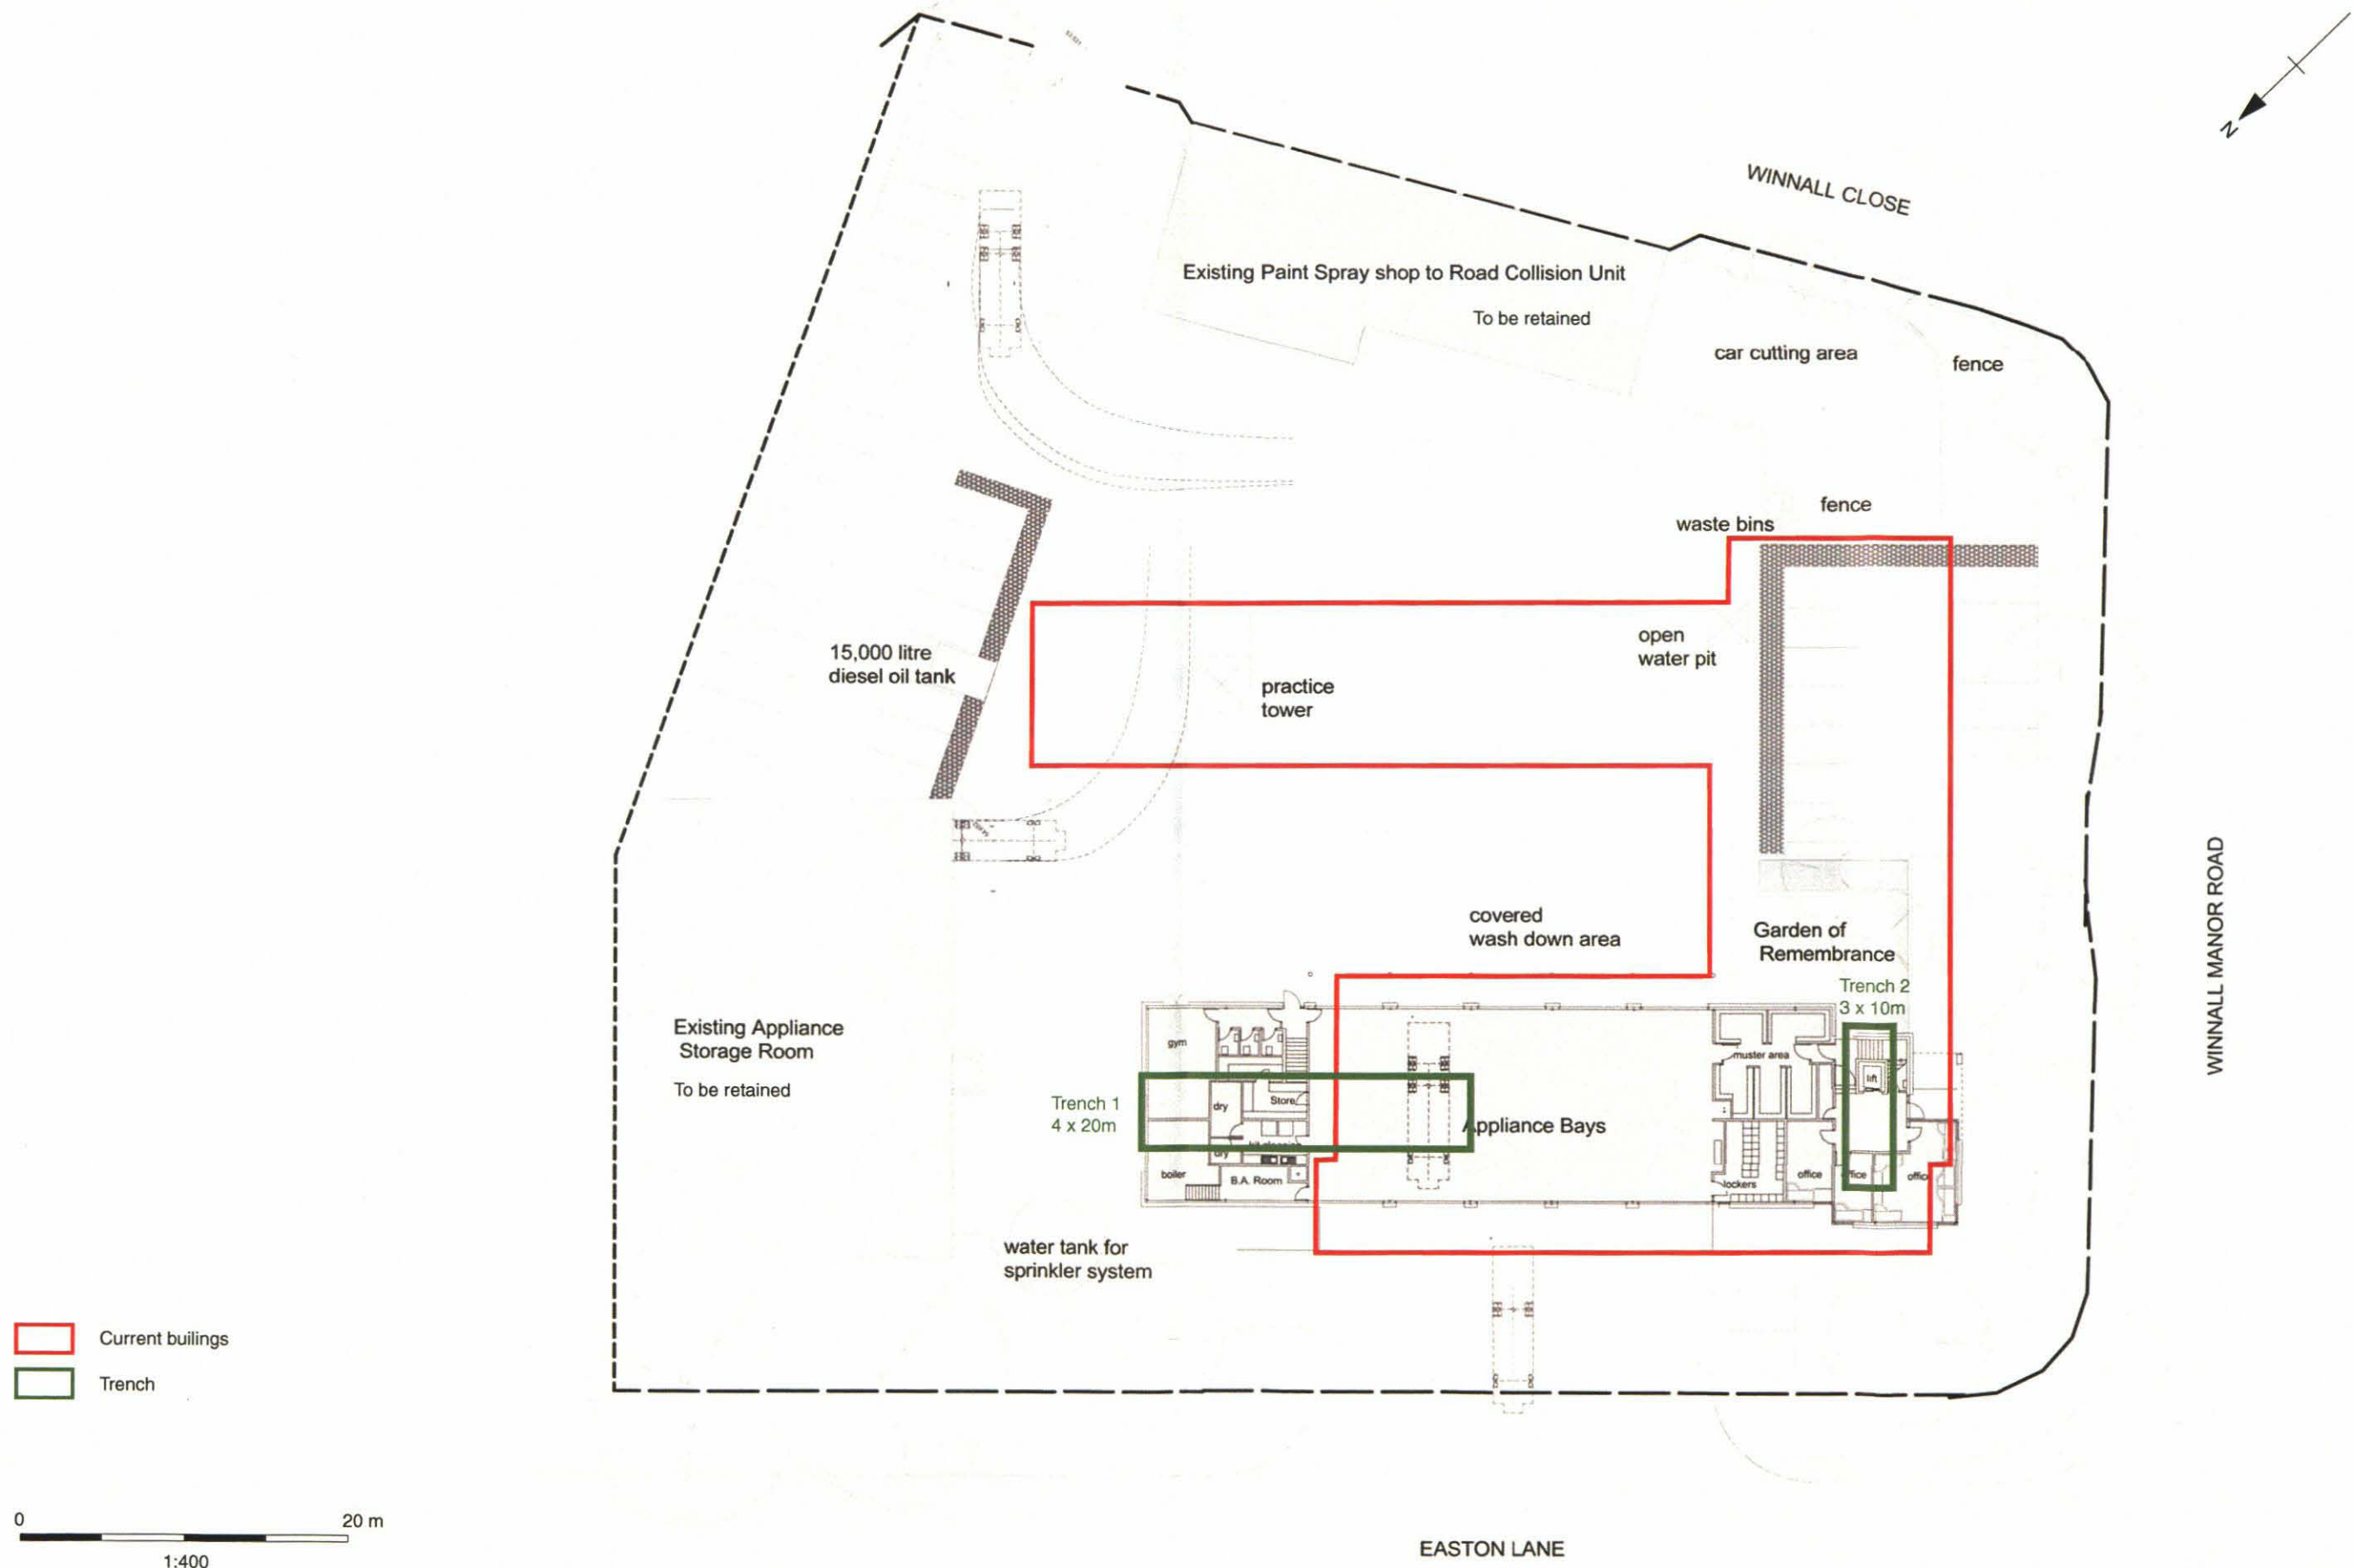 N
WINNALL CLOSE
Existing Paint Spray shop to Road Collision Unit
To be retained
car cutting area
fence
fence
waste bins
open
water pit
15,000 litre
diesel oil tank
practice
tower
WINNALL MANOR ROAD
covered
wash down area
Garden of
Remembrance
Trench 2
3 x 10m
Existing Appliance
Storage Room
To be retained
gym
muster area
lift
Trench 1
4 x 20m
dry
Store
Appliance Bays
dry
boiler
B.A. Room
lockers
office
office
water tank for
sprinkler system
Current builings
Trench
0 20 m
1:400
EASTON LANE